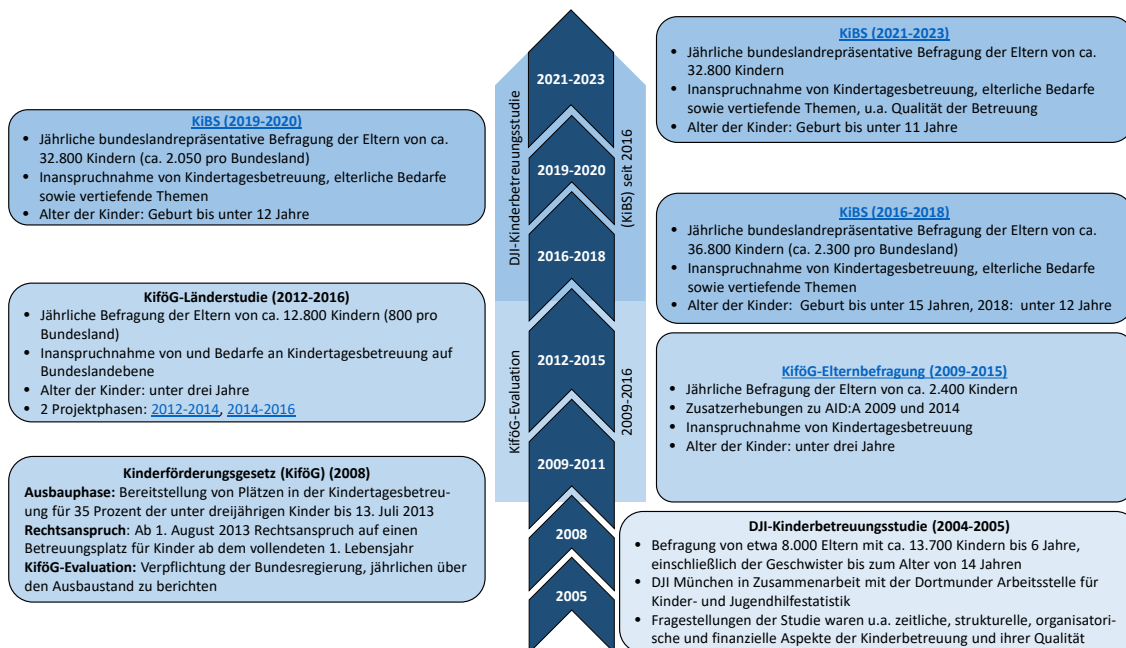 KiBS (2021-2023)
• Jährliche bundeslandrepräsentative Befragung der Eltern von ca.
32.800 Kindern
• Inanspruchnahme von Kindertagesbetreuung, elterliche Bedarfe
sowie vertiefende Themen, u.a. Qualität der Betreuung
• Alter der Kinder: Geburt bis unter 11 Jahre
KiBS (2019-2020)
• Jährliche bundeslandrepräsentative Befragung der Eltern von ca.
32.800 Kindern (ca. 2.050 pro Bundesland)
• Inanspruchnahme von Kindertagesbetreuung, elterliche Bedarfe
sowie vertiefende Themen
• Alter der Kinder: Geburt bis unter 12 Jahre
KiBS (2016-2018)
• Jährliche bundeslandrepräsentative Befragung der Eltern von ca.
36.800 Kindern (ca. 2.300 pro Bundesland)
• Inanspruchnahme von Kindertagesbetreuung, elterliche Bedarfe
sowie vertiefende Themen
• Alter der Kinder: Geburt bis unter 15 Jahren, 2018: unter 12 Jahre
KiföG-Länderstudie (2012-2016)
• Jährliche Befragung der Eltern von ca. 12.800 Kindern (800 pro
Bundesland)
• Inanspruchnahme von und Bedarfe an Kindertagesbetreuung auf
Bundeslandebene
• Alter der Kinder: unter drei Jahre
• 2 Projektphasen: 2012-2014, 2014-2016
KiföG-Elternbefragung (2009-2015)
• Jährliche Befragung der Eltern von ca. 2.400 Kindern
• Zusatzerhebungen zu AID:A 2009 und 2014
• Inanspruchnahme von Kindertagesbetreuung
• Alter der Kinder: unter drei Jahre
Kinderförderungsgesetz (KiföG) (2008)
Ausbauphase: Bereitstellung von Plätzen in der Kindertagesbetreu-
ung für 35 Prozent der unter dreijährigen Kinder bis 13. Juli 2013
Rechtsanspruch: Ab 1. August 2013 Rechtsanspruch auf einen
Betreuungsplatz für Kinder ab dem vollendeten 1. Lebensjahr
KiföG-Evaluation: Verpflichtung der Bundesregierung, jährlichen über
den Ausbaustand zu berichten
DJI-Kinderbetreuungsstudie (2004-2005)
• Befragung von etwa 8.000 Eltern mit ca. 13.700 Kindern bis 6 Jahre,
einschließlich der Geschwister bis zum Alter von 14 Jahren
• DJI München in Zusammenarbeit mit der Dortmunder Arbeitsstelle für
Kinder- und Jugendhilfestatistik
• Fragestellungen der Studie waren u.a. zeitliche, strukturelle, organisatori-
sche und finanzielle Aspekte der Kinderbetreuung und ihrer Qualität
2021-2023
2019-2020
2016-2018
2012-2015
2009-2011
2008
2005
DJI-Kinderbetreuungsstudie
(KiBS) seit 2016
KiföG-Evaluation
2009-2016